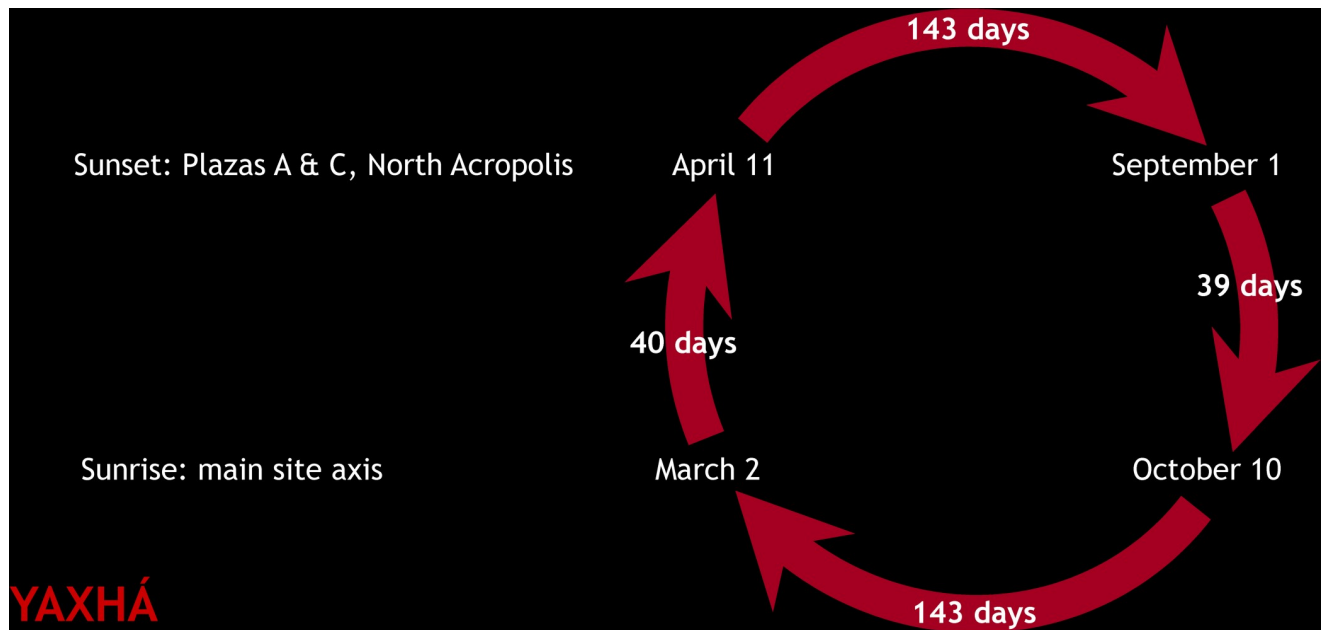 143 days
Sunset: Plazas A & C, North Acropolis April 11 September 1
39 days
40 days
Sunrise: main site axis March 2 October 10
YAXHÁ
143 days